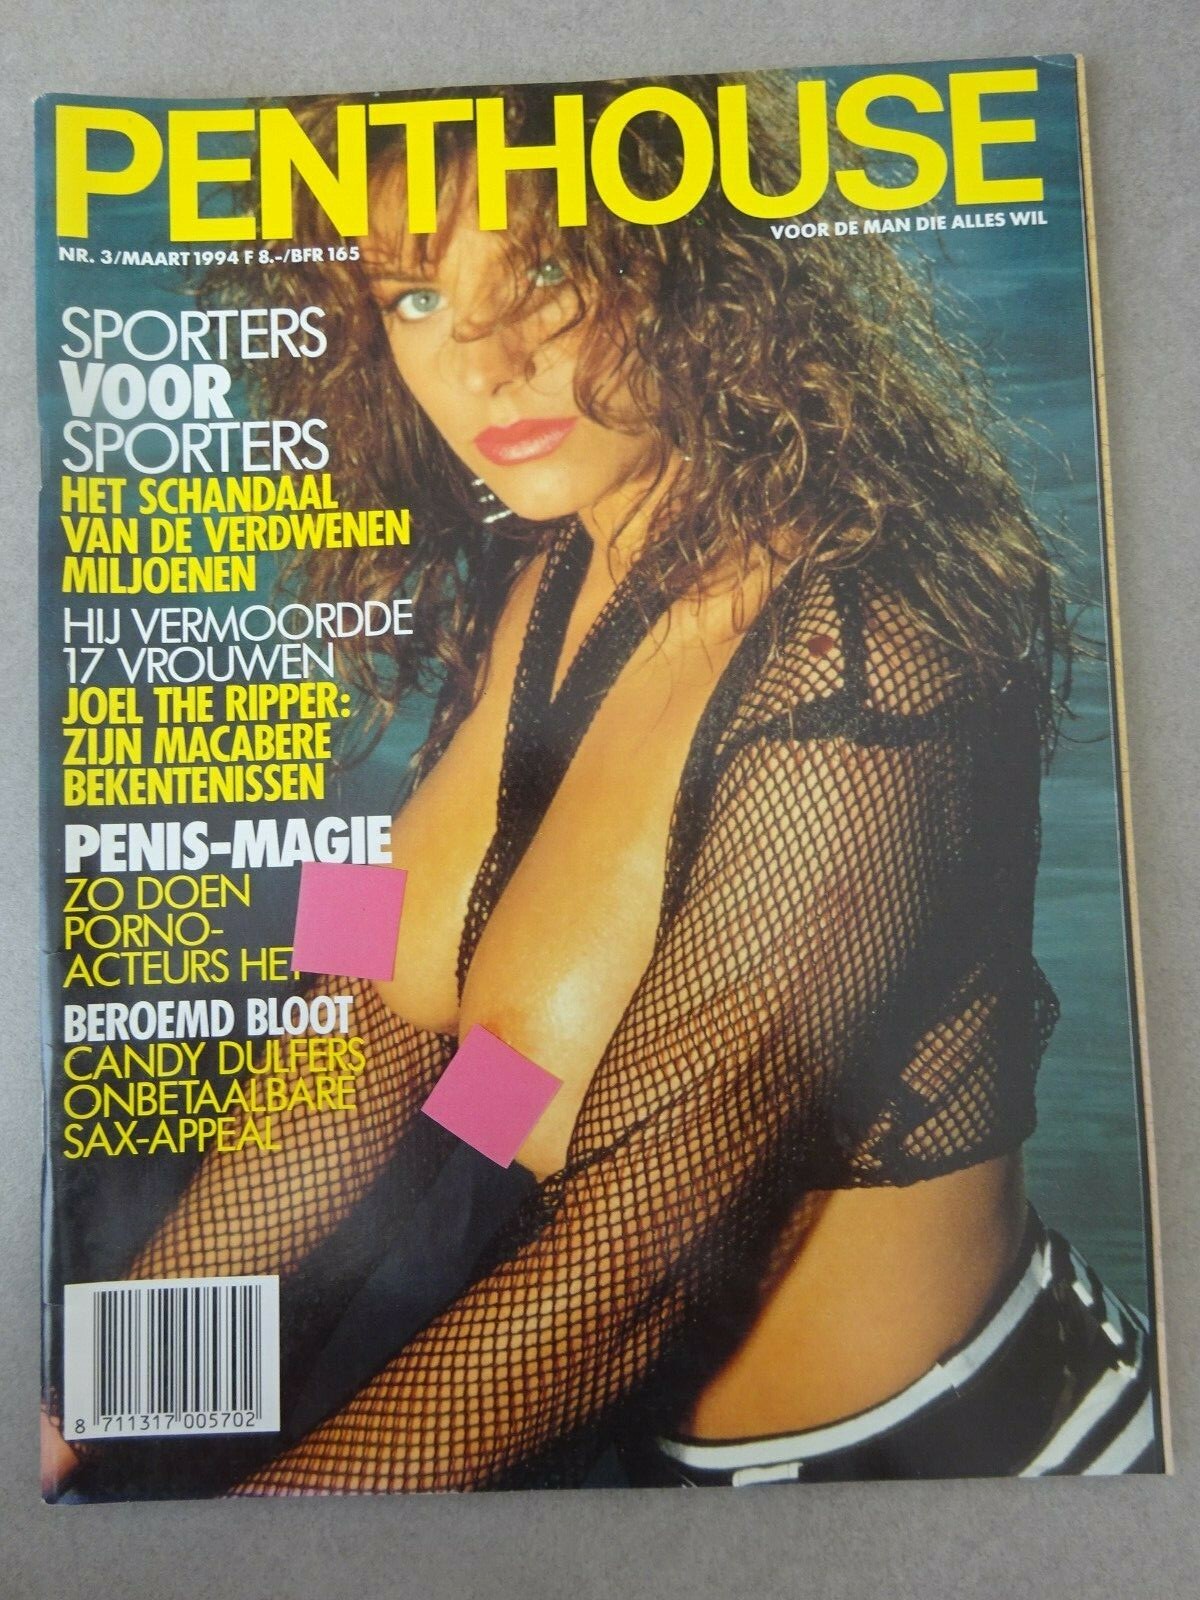 PENTHOUSE
VOOR DE MAN DIE ALLES WIL
NR. 3/MAART 1994 F 8.-/BFR 165
SPORTERS
VOOR
SPORTERS
HET SCHANDAAL
VAN DE VERDWENEN
MILJOENEN
HIJ VERMOORDDE
17 VROUWEN
JOEL THE RIPPER:
ZIJN MACABERE
BEKENTENISSEN
PENIS-MAGIE
ZO DOEN
PORNO-
ACTEURS HET
BEROEMD BLOOT
CANDY DULFERS
ONBETAALBARE
SAX-APPEAL
8 711317 005702